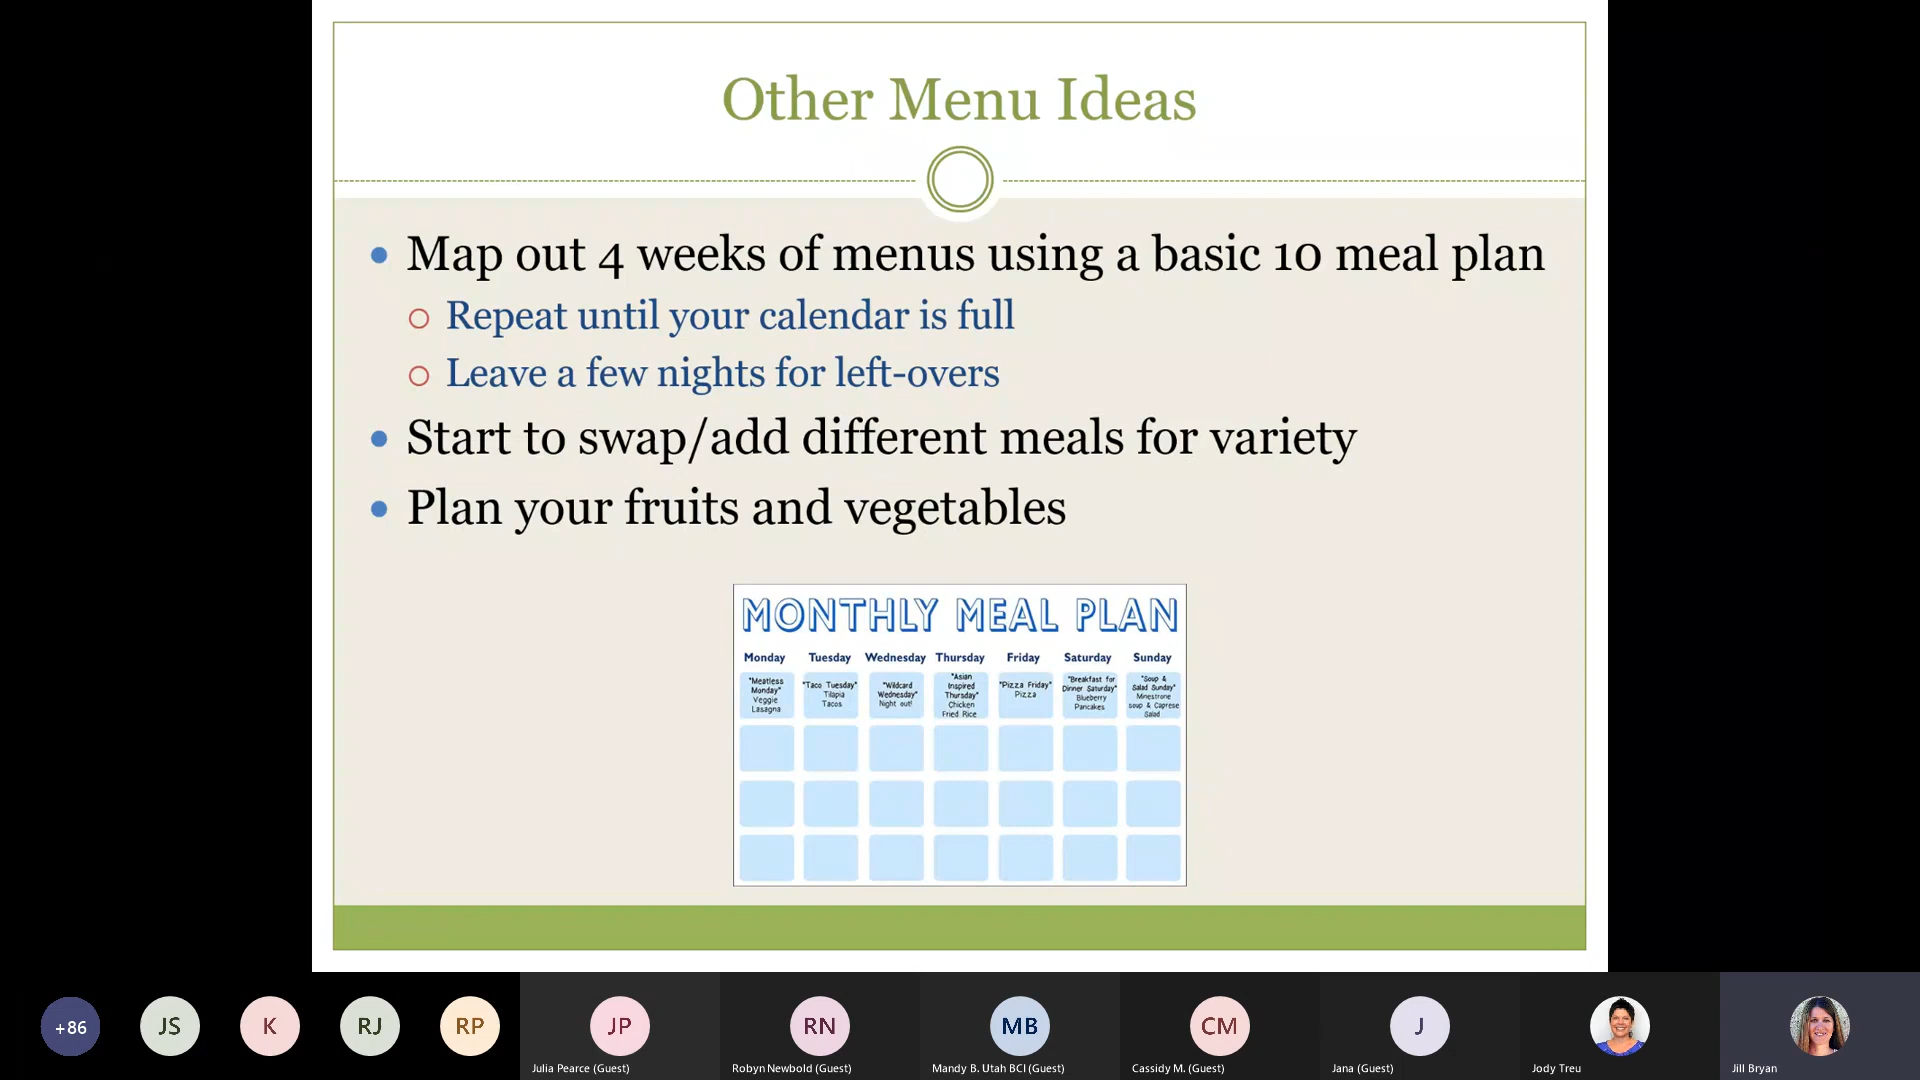 Other Menu Ideas
Map out 4 weeks of menus using a basic 10 meal plan
Repeat until your calendar is full
Leave a few nights for left-overs
Start to swap/add different meals for variety
Plan your fruits and vegetables
MONTHLY MEAL PLAN
Monday Tuesday Wednesday Thursday Friday Saturday Sunday
"Meatless
Monday"
Veggie
Lasagna
"Taco Tuesday"
Tilapia
Tacos
"Wildcard
Wednesday"
Night out!
"Asian
Inspired
Thursday"
Chicken
Fried Rice
"Pizza Friday"
Pizza
"Breakfast for
Dinner Saturday"
Blueberry
Pancakes
"Soup &
Salad Sunday"
Minestrone
soup & Caprese
Salad
+86 JS K RJ RP JP RN MB CM J
Julia Pearce (Guest) Robyn Newbold (Guest) Mandy B. Utah BCI (Guest) Cassidy M. (Guest) Jana (Guest) Jody Treu Jill Bryan